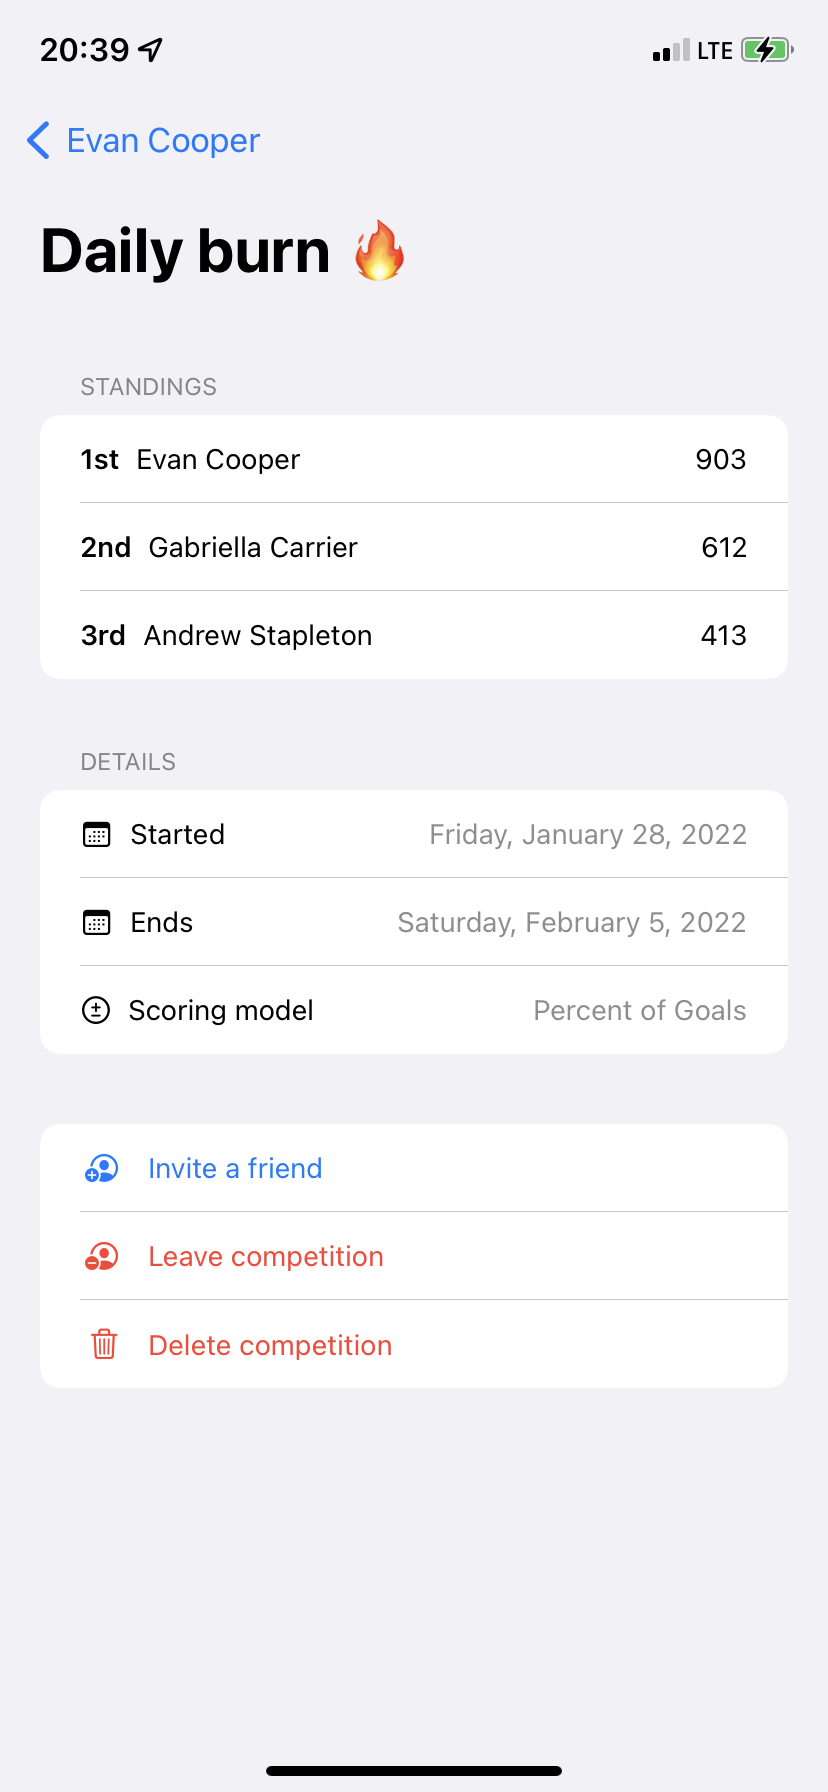 20:39 LTE
Evan Cooper
Daily burn 🔥
STANDINGS
1st Evan Cooper 903
2nd Gabriella Carrier 612
3rd Andrew Stapleton 413
DETAILS
Started Friday, January 28, 2022
Ends Saturday, February 5, 2022
Scoring model Percent of Goals
Invite a friend
Leave competition
Delete competition